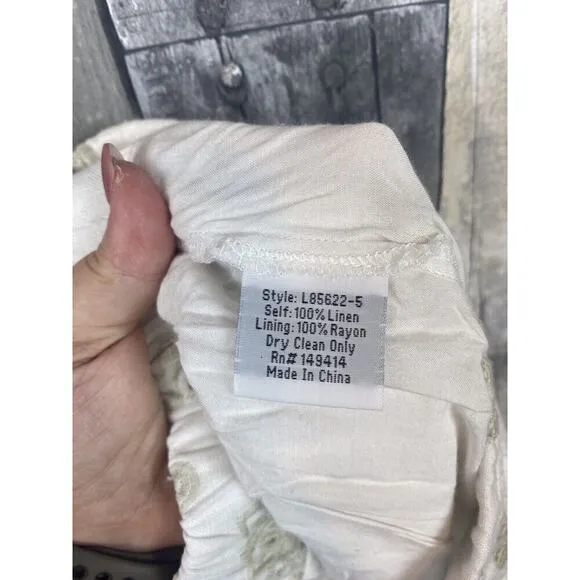 Style: L85622-5
Self:100% Linen
Lining:100% Rayon
Dry Clean Only
Rn# 149414
Made In China